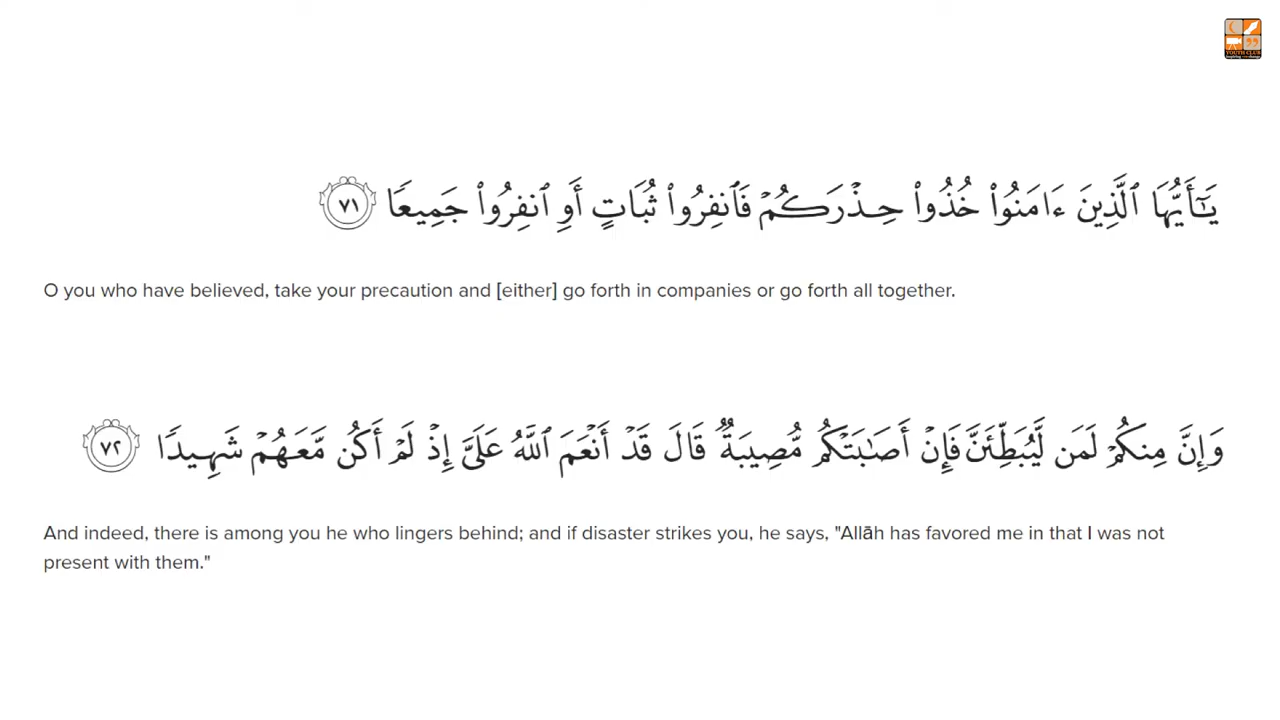 YOUTH CLUB
يَـٰٓأَيُّهَا ٱلَّذِينَ ءَامَنُوا۟ خُذُوا۟ حِذْرَكُمْ فَٱنفِرُوا۟ ثُبَاتٍ أَوِ ٱنفِرُوا۟ جَمِيعًا ٧١
O you who have believed, take your precaution and [either] go forth in companies or go forth all together.
وَإِنَّ مِنكُمْ لَمَن لَّيُبَطِّئَنَّ فَإِنْ أَصَـٰبَتْكُم مُّصِيبَةٌ قَالَ قَدْ أَنْعَمَ ٱللَّهُ عَلَىَّ إِذْ لَمْ أَكُن مَّعَهُمْ شَهِيدًا ٧٢
And indeed, there is among you he who lingers behind; and if disaster strikes you, he says, "Allāh has favored me in that I was not
present with them."